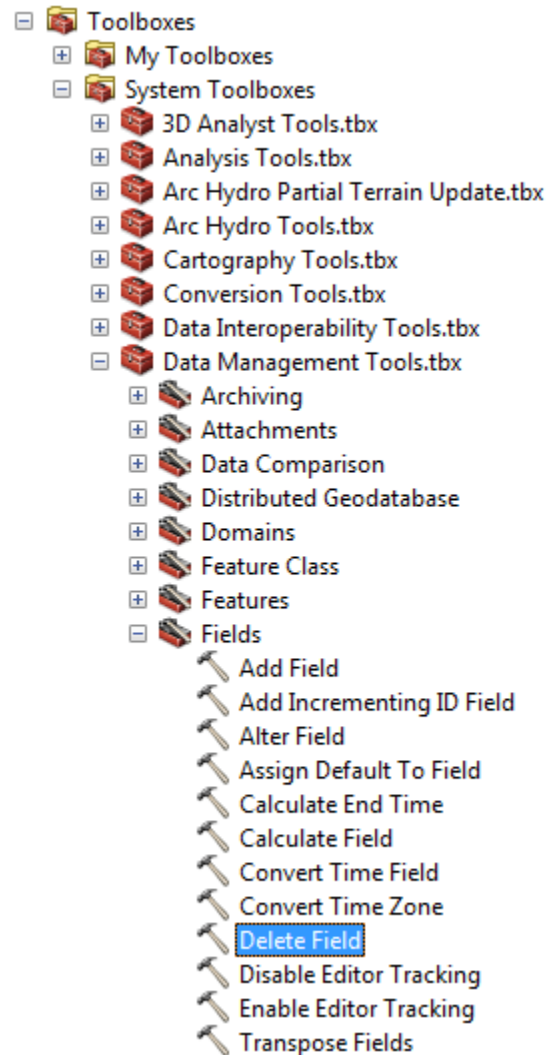 Toolboxes
My Toolboxes
System Toolboxes
3D Analyst Tools.tbx
Analysis Tools.tbx
Arc Hydro Partial Terrain Update.tbx
Arc Hydro Tools.tbx
Cartography Tools.tbx
Conversion Tools.tbx
Data Interoperability Tools.tbx
Data Management Tools.tbx
Archiving
Attachments
Data Comparison
Distributed Geodatabase
Domains
Feature Class
Features
Fields
Add Field
Add Incrementing ID Field
Alter Field
Assign Default To Field
Calculate End Time
Calculate Field
Convert Time Field
Convert Time Zone
Delete Field
Disable Editor Tracking
Enable Editor Tracking
Transpose Fields